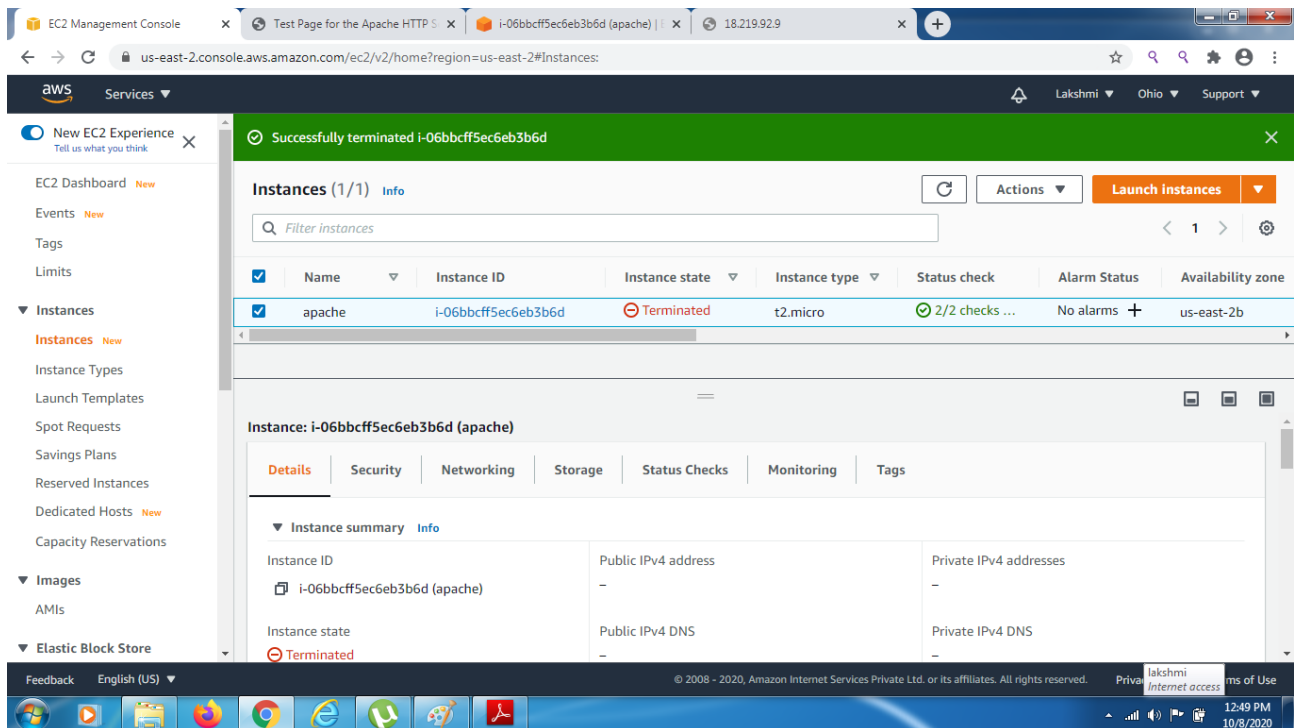 EC2 Management Console
Test Page for the Apache HTTP S
i-06bbcff5ec6eb3b6d (apache) | E
18.219.92.9
us-east-2.console.aws.amazon.com/ec2/v2/home?region=us-east-2#Instances:
aws Services Lakshmi Ohio Support
New EC2 Experience
Tell us what you think
Successfully terminated i-06bbcff5ec6eb3b6d
EC2 Dashboard New
Events New
Tags
Limits
Instances
Instances New
Instance Types
Launch Templates
Spot Requests
Savings Plans
Reserved Instances
Dedicated Hosts New
Capacity Reservations
Images
AMIs
Elastic Block Store
Instances (1/1) Info
Actions
Launch instances
Filter instances
1
Name Instance ID Instance state Instance type Status check Alarm Status Availability zone
apache i-06bbcff5ec6eb3b6d Terminated t2.micro 2/2 checks ... No alarms + us-east-2b
Instance: i-06bbcff5ec6eb3b6d (apache)
Details Security Networking Storage Status Checks Monitoring Tags
Instance summary Info
Instance ID Public IPv4 address Private IPv4 addresses
i-06bbcff5ec6eb3b6d (apache) – –
Instance state Public IPv4 DNS Private IPv4 DNS
Terminated – –
Feedback English (US) © 2008 - 2020, Amazon Internet Services Private Ltd. or its affiliates. All rights reserved. Priva ms of Use
lakshmi
Internet access
12:49 PM
10/8/2020